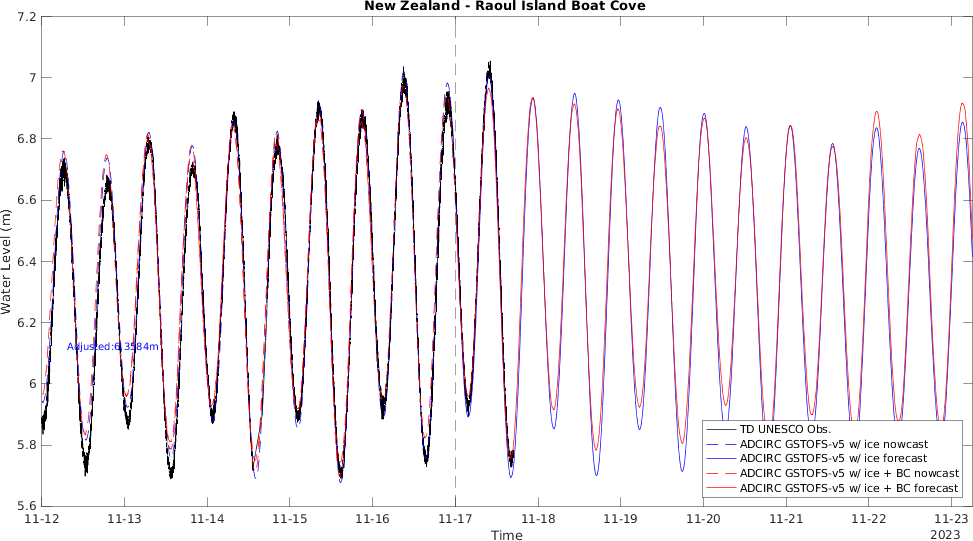 New Zealand - Raoul Island Boat Cove
7.2
7
6.8
6.6
6.4
6.2
6
5.8
5.6
Water Level (m)
Adjusted:6.3584m
TD UNESCO Obs.
ADCIRC GSTOFS-v5 w/ ice nowcast
ADCIRC GSTOFS-v5 w/ ice forecast
ADCIRC GSTOFS-v5 w/ ice + BC nowcast
ADCIRC GSTOFS-v5 w/ ice + BC forecast
11-12 11-13 11-14 11-15 11-16 11-17 11-18 11-19 11-20 11-21 11-22 11-23
Time
2023